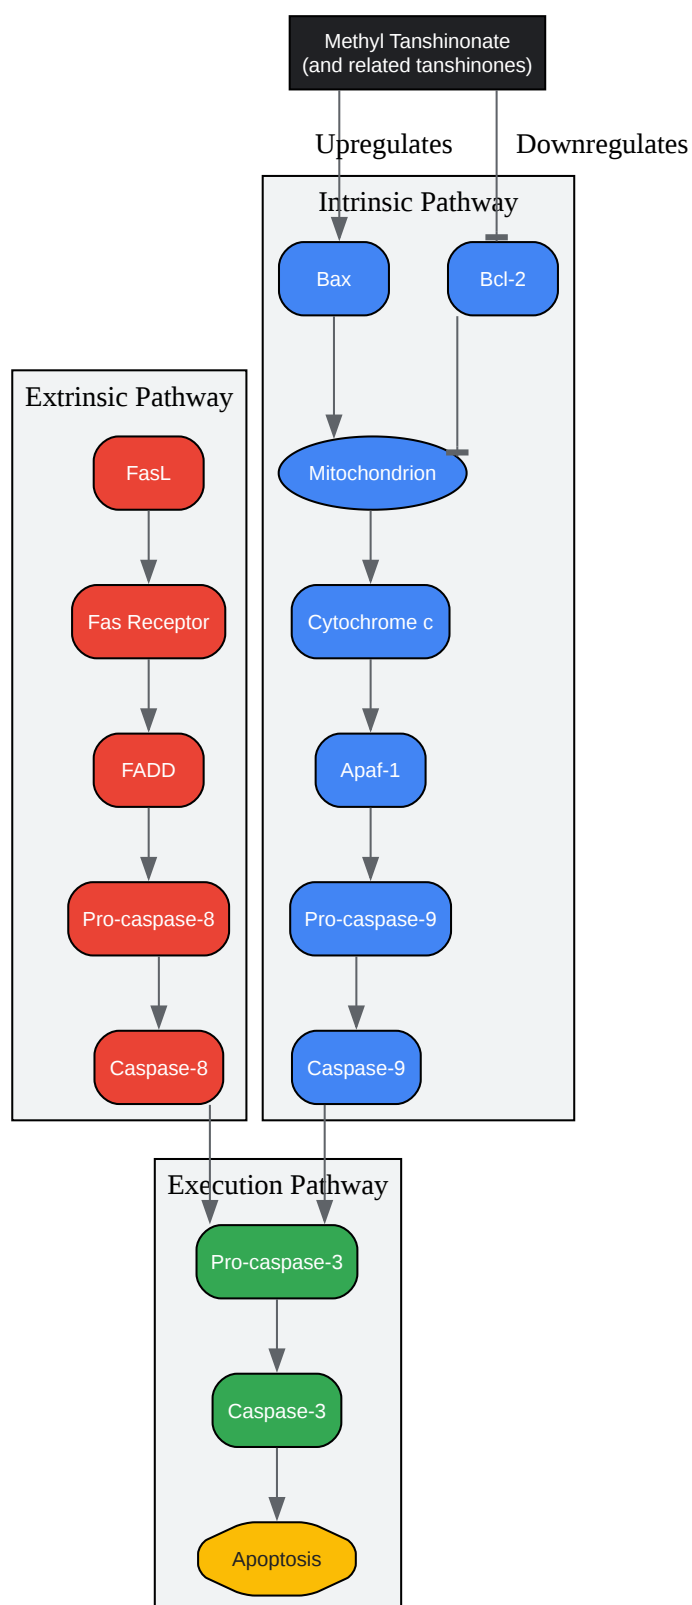 Methyl Tanshinonate
(and related tanshinones)
Upregulates
Downregulates
Intrinsic Pathway
Bax
Bcl-2
Extrinsic Pathway
FasL
Mitochondrion
Fas Receptor
Cytochrome c
FADD
Apaf-1
Pro-caspase-8
Pro-caspase-9
Caspase-8
Caspase-9
Execution Pathway
Pro-caspase-3
Caspase-3
Apoptosis